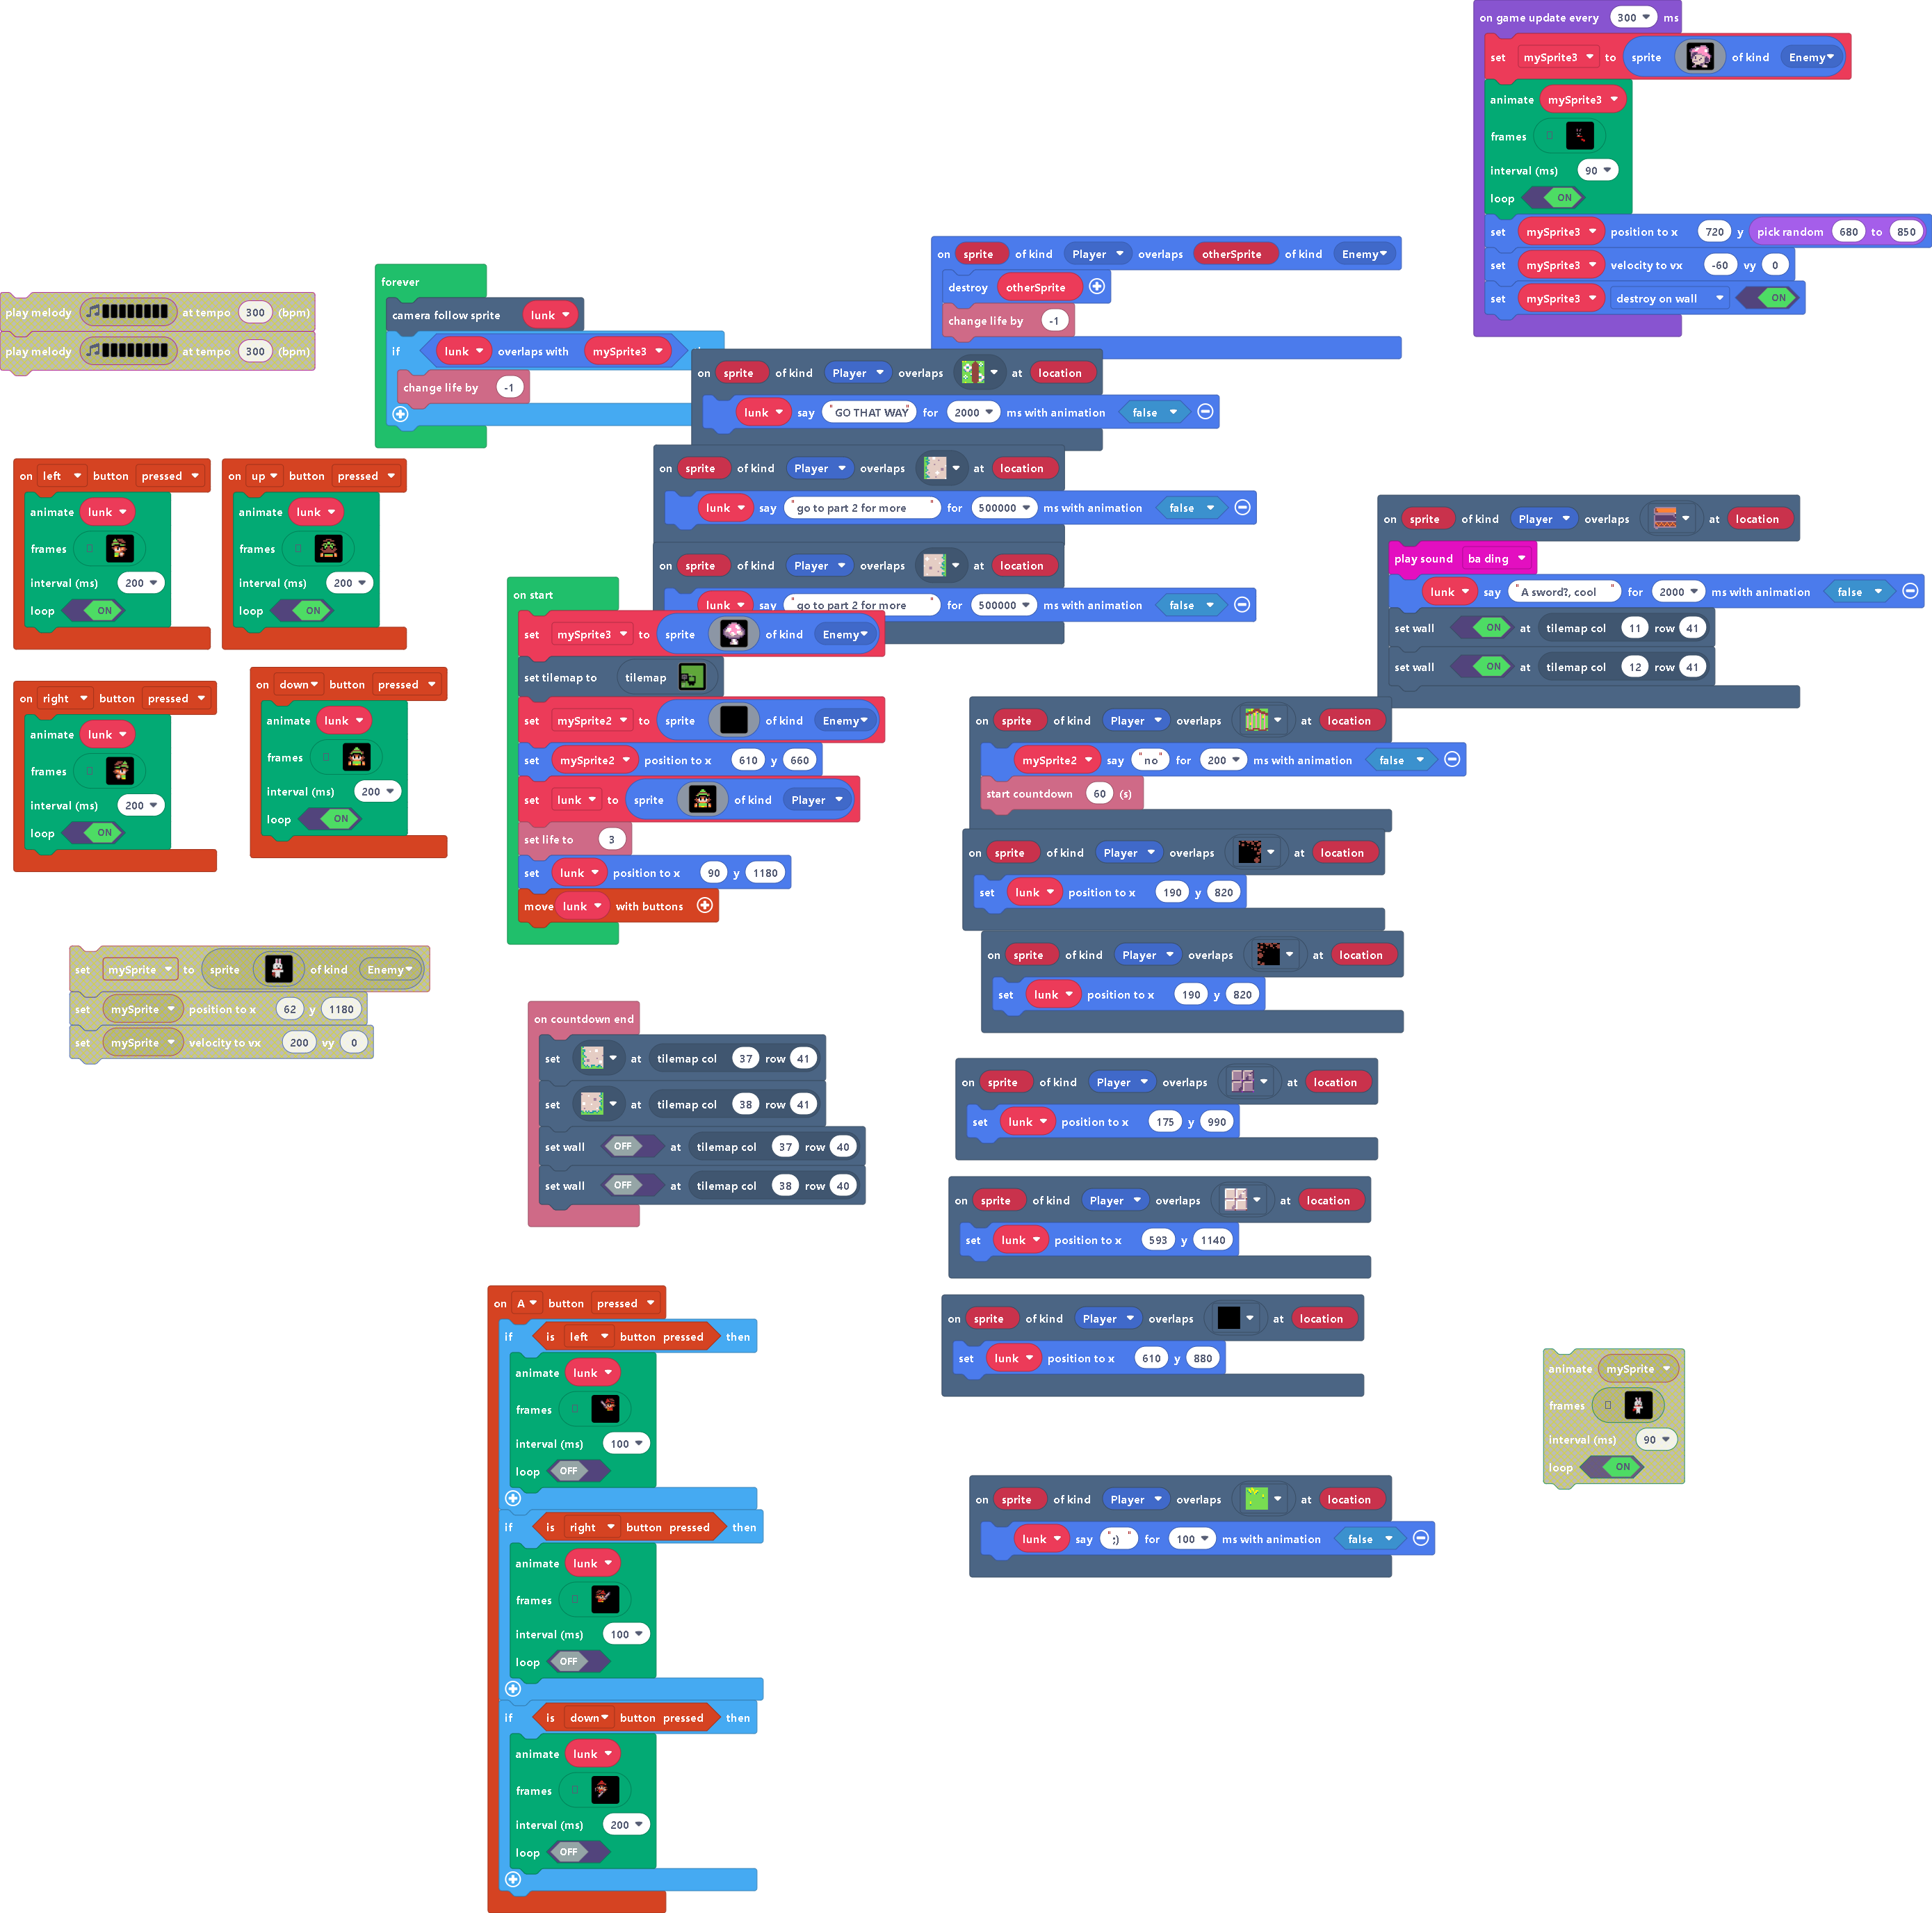 on game update every 300 ms
set mySprite3 to sprite of kind Enemy
animate mySprite3
frames
interval (ms) 90
loop ON
set mySprite3 position to x 720 y pick random 680 to 850
set mySprite3 velocity to vx -60 vy 0
set mySprite3 destroy on wall ON
on sprite of kind Player overlaps otherSprite of kind Enemy
destroy otherSprite
change life by -1
forever
camera follow sprite lunk
if lunk overlaps with mySprite3
change life by -1
play melody at tempo 300 (bpm)
play melody at tempo 300 (bpm)
on sprite of kind Player overlaps at location
lunk say "GO THAT WAY" for 2000 ms with animation false
on sprite of kind Player overlaps at location
lunk say "go to part 2 for more " for 500000 ms with animation false
on sprite of kind Player overlaps at location
lunk say "go to part 2 for more " for 500000 ms with animation false
on left button pressed
animate lunk
frames
interval (ms) 200
loop ON
on up button pressed
animate lunk
frames
interval (ms) 200
loop ON
on right button pressed
animate lunk
frames
interval (ms) 200
loop ON
on down button pressed
animate lunk
frames
interval (ms) 200
loop ON
on start
set mySprite3 to sprite of kind Enemy
set tilemap to tilemap
set mySprite2 to sprite of kind Enemy
set mySprite2 position to x 610 y 660
set lunk to sprite of kind Player
set life to 3
set lunk position to x 90 y 1180
move lunk with buttons
on sprite of kind Player overlaps at location
play sound ba ding
lunk say "A sword?, cool " for 2000 ms with animation false
set wall ON at tilemap col 11 row 41
set wall ON at tilemap col 12 row 41
on sprite of kind Player overlaps at location
mySprite2 say "no" for 200 ms with animation false
start countdown 60 (s)
on sprite of kind Player overlaps at location
set lunk position to x 190 y 820
on sprite of kind Player overlaps at location
set lunk position to x 190 y 820
set mySprite to sprite of kind Enemy
set mySprite position to x 62 y 1180
set mySprite velocity to vx 200 vy 0
on countdown end
set at tilemap col 37 row 41
set at tilemap col 38 row 41
set wall OFF at tilemap col 37 row 40
set wall OFF at tilemap col 38 row 40
on sprite of kind Player overlaps at location
set lunk position to x 175 y 990
on sprite of kind Player overlaps at location
set lunk position to x 593 y 1140
on sprite of kind Player overlaps at location
set lunk position to x 610 y 880
on A button pressed
if is left button pressed then
animate lunk
frames
interval (ms) 100
loop OFF
if is right button pressed then
animate lunk
frames
interval (ms) 100
loop OFF
if is down button pressed then
animate lunk
frames
interval (ms) 200
loop OFF
animate mySprite
frames
interval (ms) 90
loop ON
on sprite of kind Player overlaps at location
lunk say ";) " for 100 ms with animation false